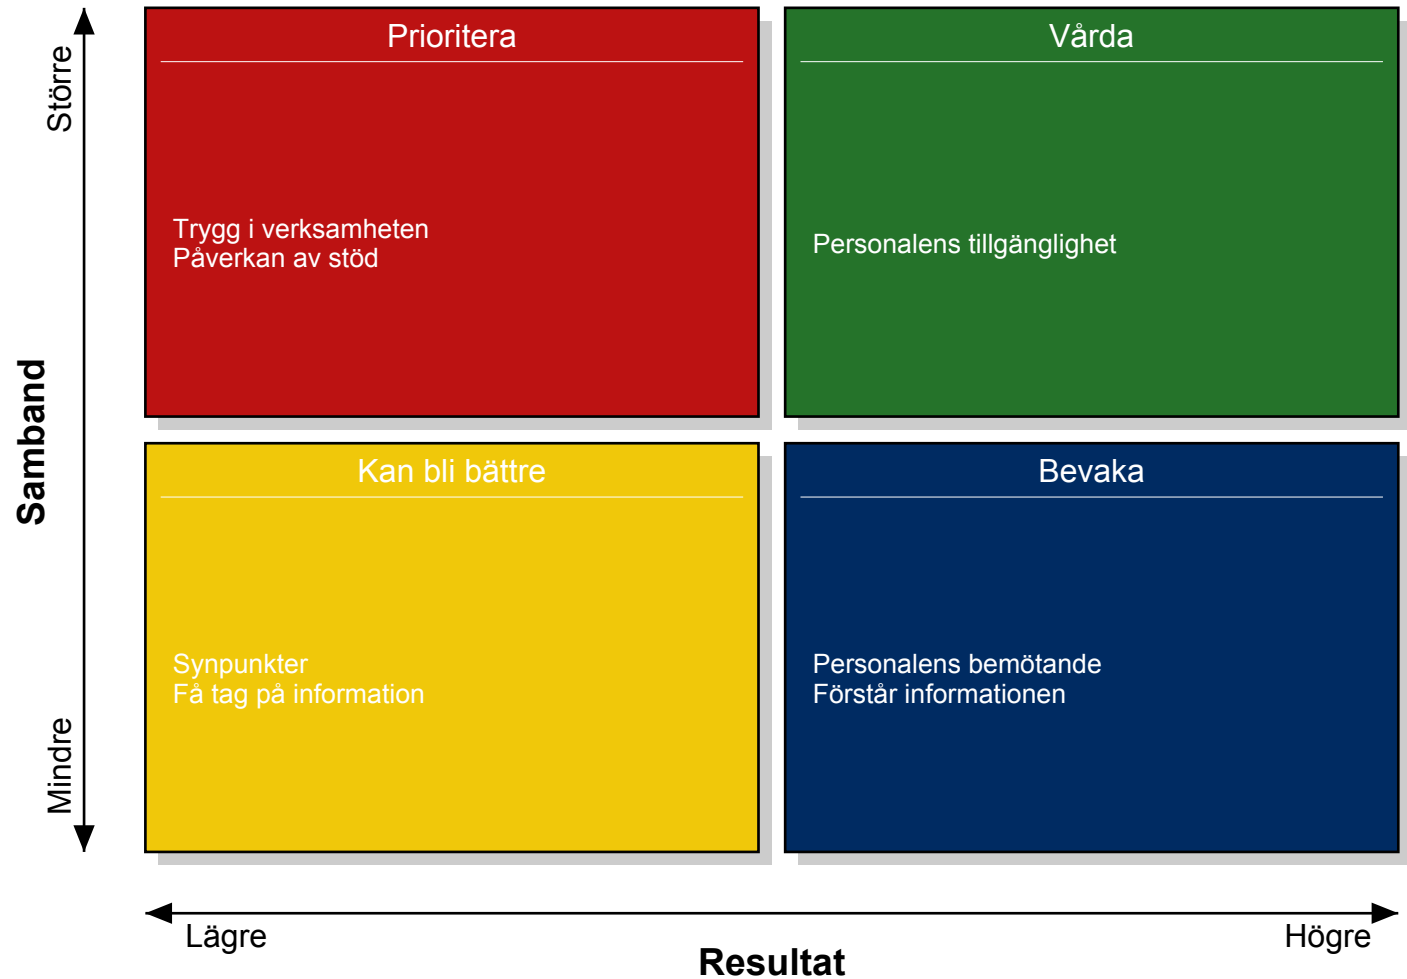 Större
Samband
Mindre
Prioritera
Trygg i verksamheten
Påverkan av stöd
Vårda
Personalens tillgänglighet
Kan bli bättre
Synpunkter
Få tag på information
Bevaka
Personalens bemötande
Förstår informationen
Lägre
Resultat
Högre